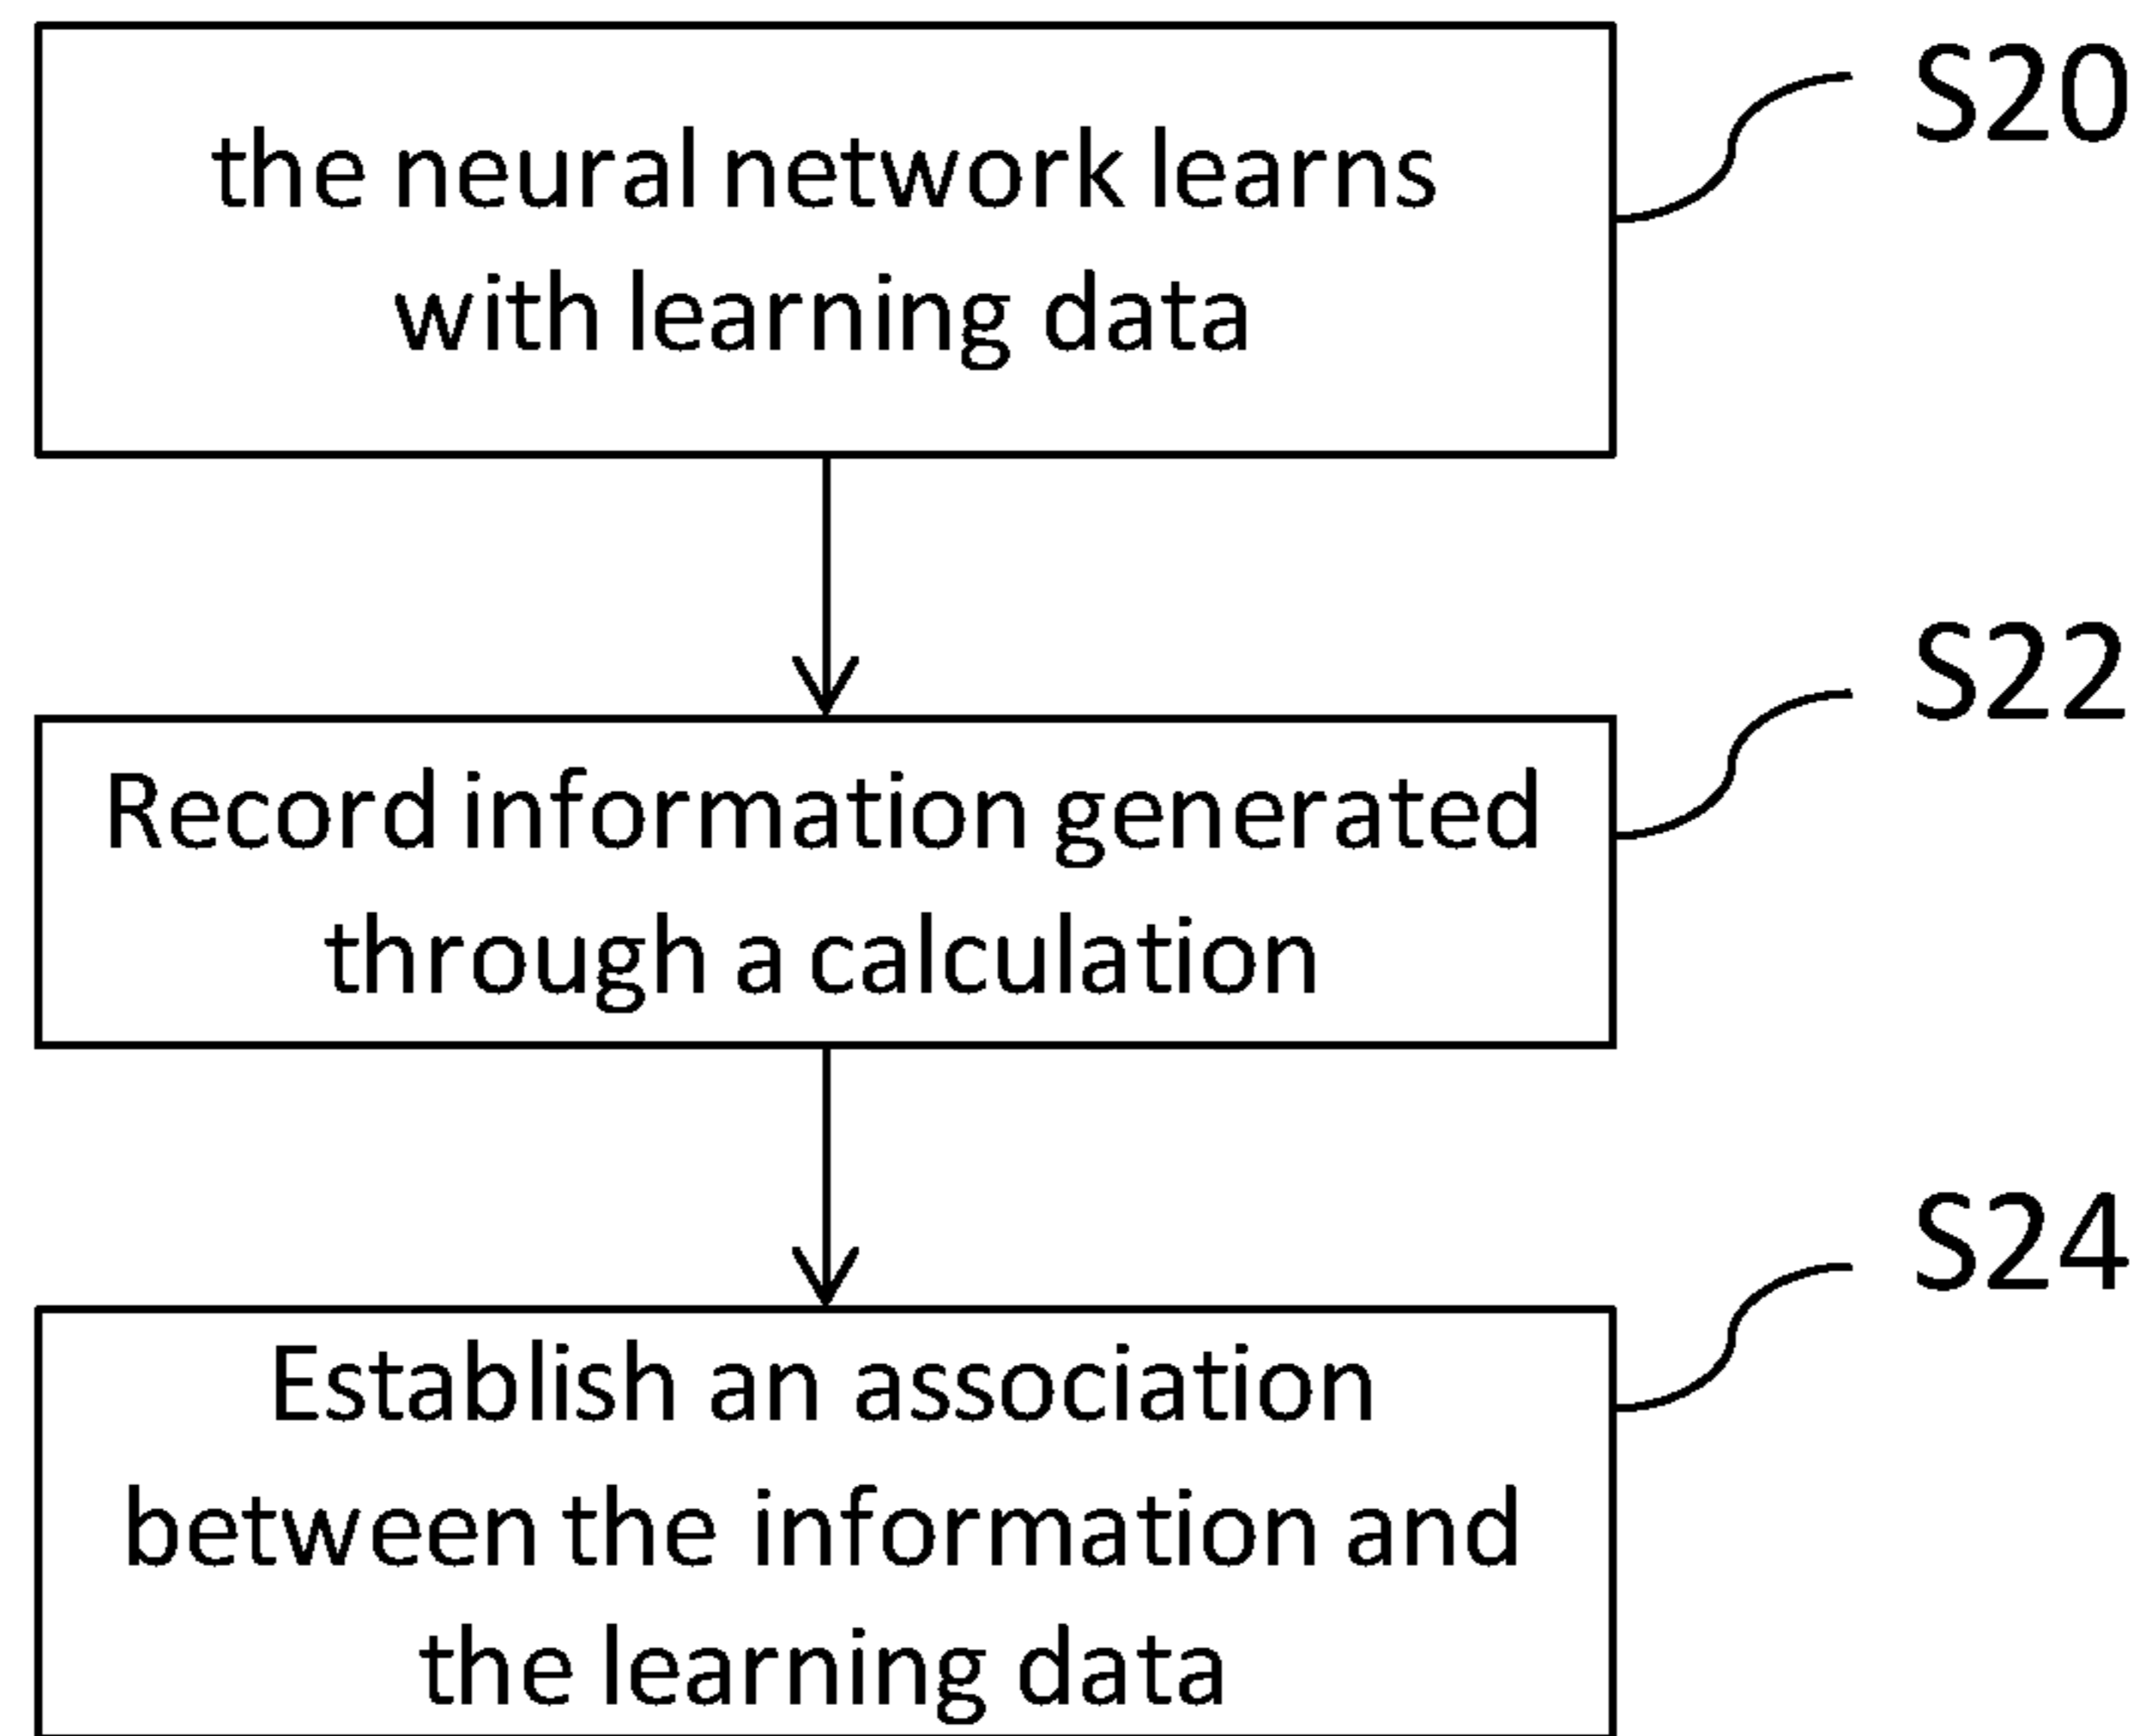 S20
the neural network learns
with learning data
S22
Record information generated
through a calculation
S24
Establish an association
between the information and
the learning data